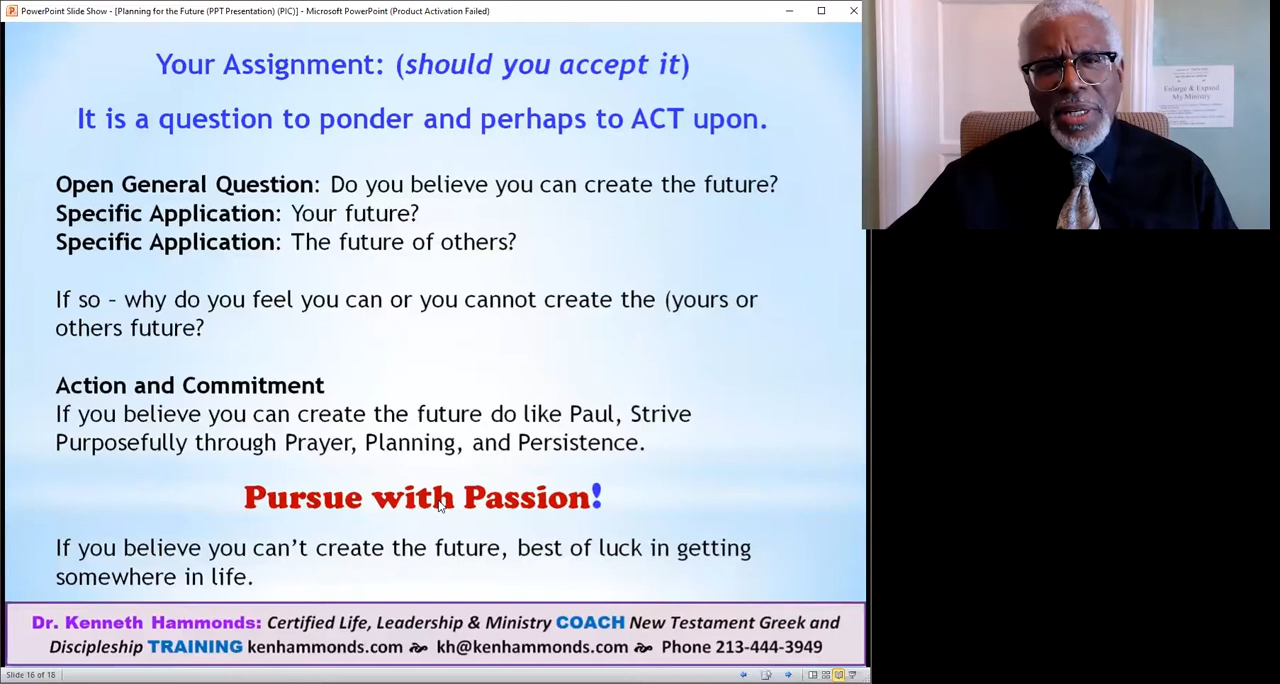 PowerPoint Slide Show - [Planning for the Future (PPT Presentation) (PIC)] - Microsoft PowerPoint (Product Activation Failed)
Your Assignment: (should you accept it)
It is a question to ponder and perhaps to ACT upon.
Open General Question: Do you believe you can create the future?
Specific Application: Your future?
Specific Application: The future of others?
If so - why do you feel you can or you cannot create the (yours or
others future?
Action and Commitment
If you believe you can create the future do like Paul, Strive
Purposefully through Prayer, Planning, and Persistence.
Pursue with Passion!
If you believe you can't create the future, best of luck in getting
somewhere in life.
Dr. Kenneth Hammonds: Certified Life, Leadership & Ministry COACH New Testament Greek and
Discipleship TRAINING kenhammonds.com kh@kenhammonds.com Phone 213-444-3949
Slide 16 of 18
Enlarge & Expand
My Ministry